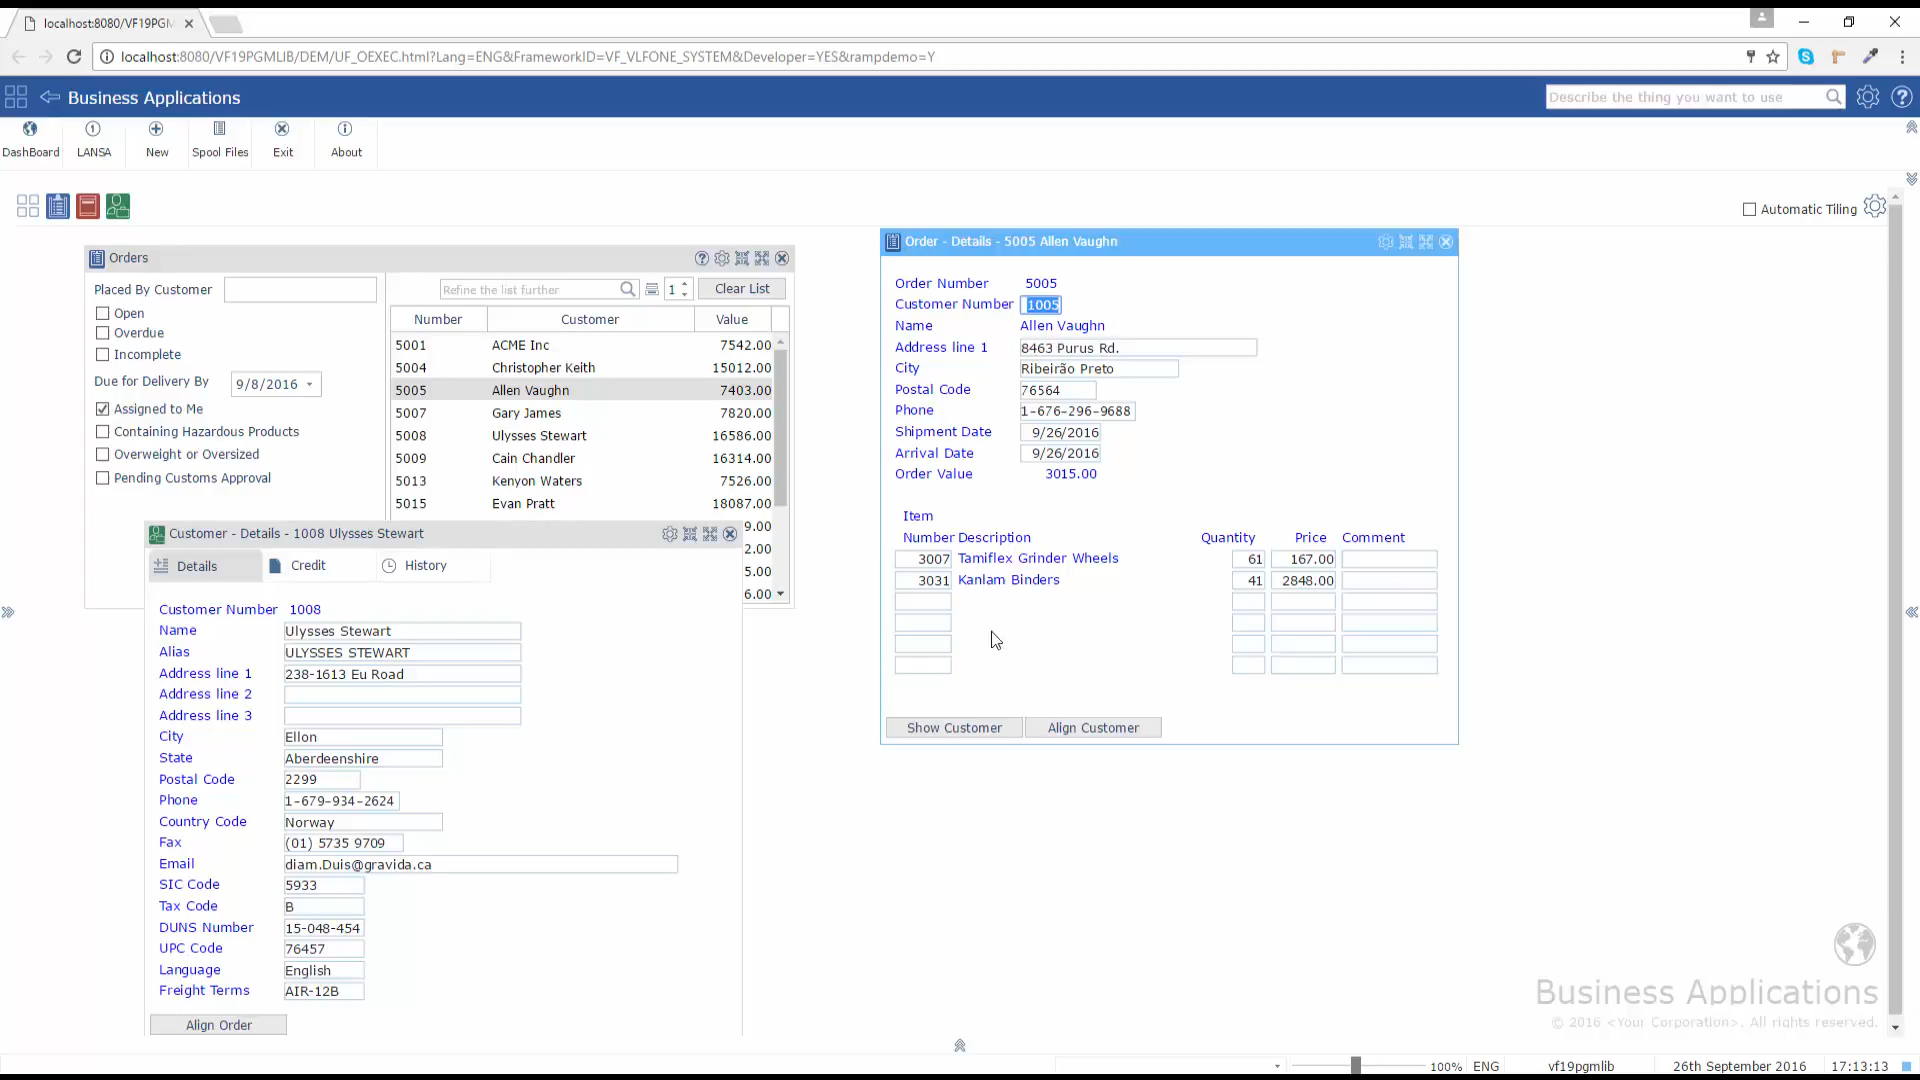 localhost:8080/VF19PGM
localhost:8080/VF19PGMLIB/DEM/UF_OEXEC.html?Lang=ENG&FrameworkID=VF_VLFONE_SYSTEM&Developer=YES&rampdemo=Y
Business Applications
Describe the thing you want to use
DashBoard LANSA New Spool Files Exit About
Automatic Tiling
Orders
Placed By Customer
Open
Overdue
Incomplete
Due for Delivery By 9/8/2016
Assigned to Me
Containing Hazardous Products
Overweight or Oversized
Pending Customs Approval
Refine the list further 1 Clear List
Number Customer Value
5001 ACME Inc 7542.00
5004 Christopher Keith 15012.00
5005 Allen Vaughn 7403.00
5007 Gary James 7820.00
5008 Ulysses Stewart 16586.00
5009 Cain Chandler 16314.00
5013 Kenyon Waters 7526.00
5015 Evan Pratt 18087.00
9.00
2.00
5.00
6.00
Customer - Details - 1008 Ulysses Stewart
Details Credit History
Customer Number 1008
Name Ulysses Stewart
Alias ULYSSES STEWART
Address line 1 238-1613 Eu Road
Address line 2
Address line 3
City Ellon
State Aberdeenshire
Postal Code 2299
Phone 1-679-934-2624
Country Code Norway
Fax (01) 5735 9709
Email diam.Duis@gravida.ca
SIC Code 5933
Tax Code B
DUNS Number 15-048-454
UPC Code 76457
Language English
Freight Terms AIR-12B
Align Order
Order - Details - 5005 Allen Vaughn
Order Number 5005
Customer Number 1005
Name Allen Vaughn
Address line 1 8463 Purus Rd.
City Ribeirão Preto
Postal Code 76564
Phone 1-676-296-9688
Shipment Date 9/26/2016
Arrival Date 9/26/2016
Order Value 3015.00
Item
Number Description Quantity Price Comment
3007 Tamiflex Grinder Wheels 61 167.00
3031 Kanlam Binders 41 2848.00
Show Customer Align Customer
Business Applications
© 2016 <Your Corporation>. All rights reserved.
100% ENG vf19pgmlib 26th September 2016 17:13:13